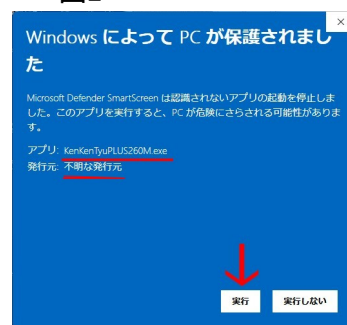 Windows によって PC が保護されまし
た
Microsoft Defender SmartScreen は認識されないアプリの起動を停止しま
した。このアプリを実行すると、PC が危険にさらされる可能性がありま
す。
アプリ: KenKenTyuPLUS260M.exe
発行元: 不明な発行元
実行 実行しない